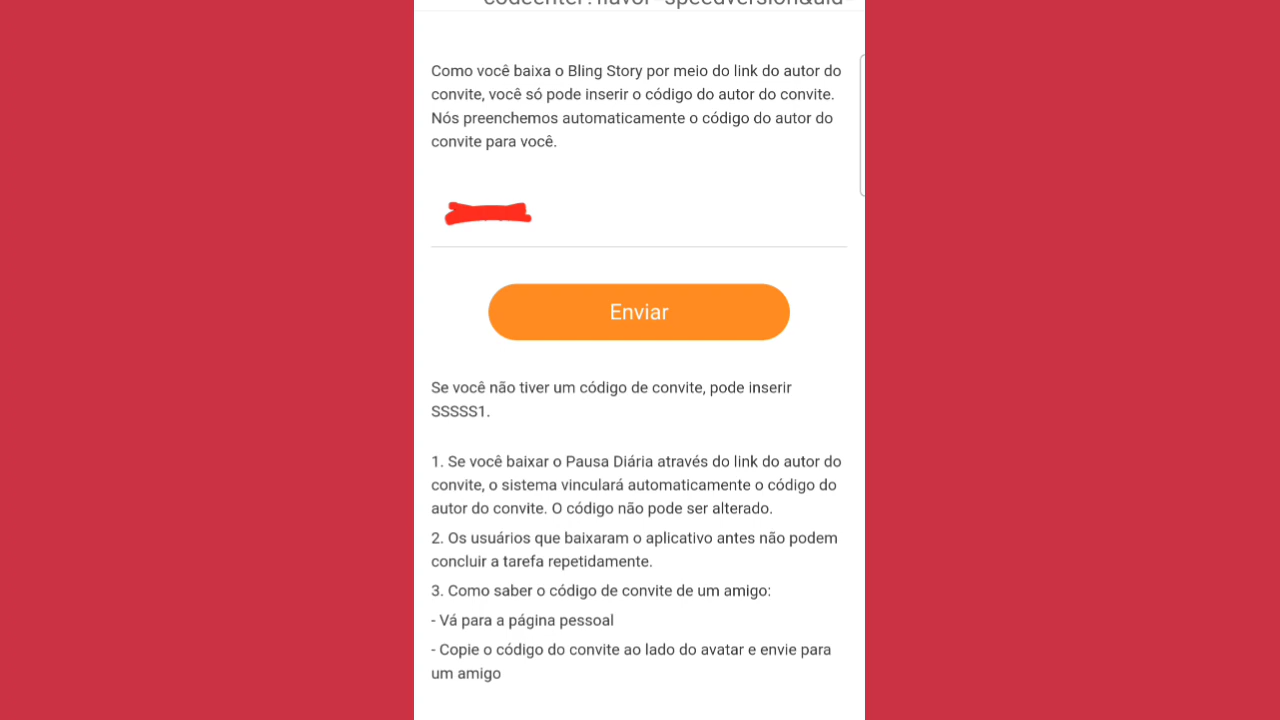 Como você baixa o Bling Story por meio do link do autor do
convite, você só pode inserir o código do autor do convite.
Nós preenchemos automaticamente o código do autor do
convite para você.
Enviar
Se você não tiver um código de convite, pode inserir
SSSSS1.
1. Se você baixar o Pausa Diária através do link do autor do
convite, o sistema vinculará automaticamente o código do
autor do convite. O código não pode ser alterado.
2. Os usuários que baixaram o aplicativo antes não podem
concluir a tarefa repetidamente.
3. Como saber o código de convite de um amigo:
- Vá para a página pessoal
- Copie o código do convite ao lado do avatar e envie para
um amigo